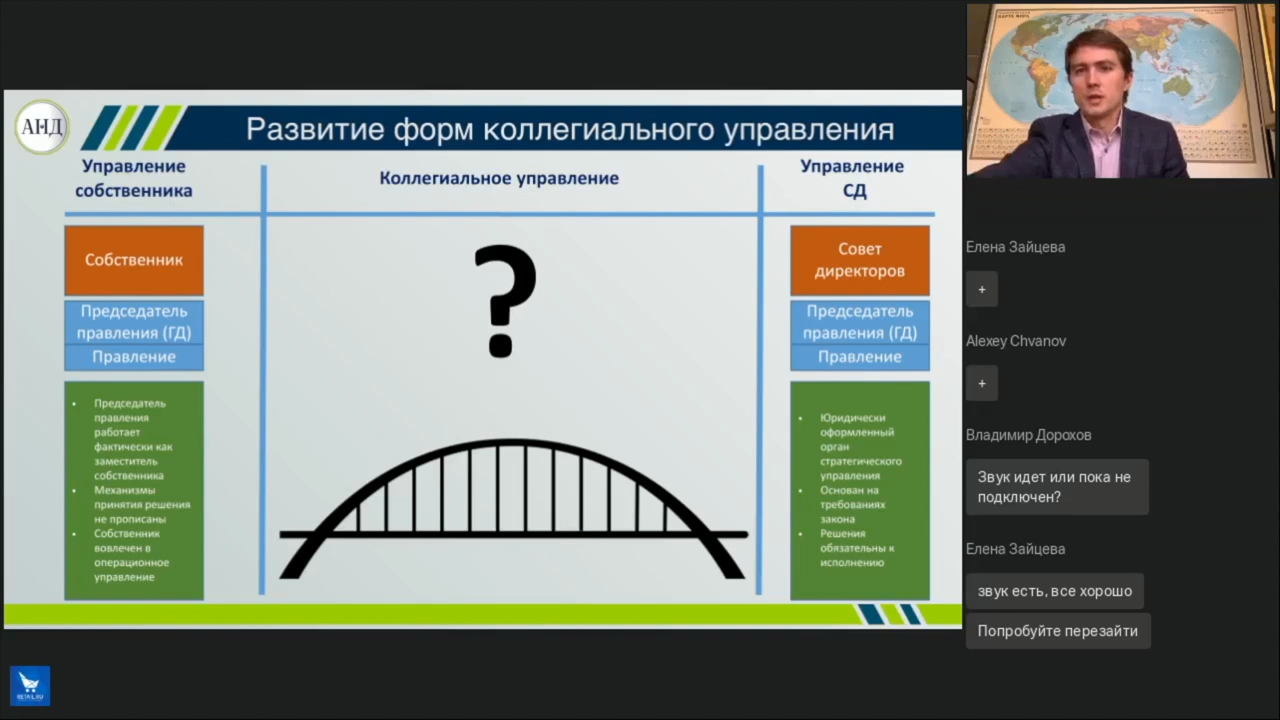 АНД
Развитие форм коллегиального управления
Управление
собственника
Коллегиальное управление
Управление
СД
Собственник
Председатель
правления (ГД)
Правление
• Председатель
правления
работает
фактически как
заместитель
собственника
• Механизмы
принятия решения
не прописаны
• Собственник
вовлечен в
операционное
управление
?
Совет
директоров
Председатель
правления (ГД)
Правление
• Юридически
оформленный
орган
стратегического
управления
• Основан на
требованиях
закона
• Решения
обязательны к
исполнению
Елена Зайцева
+
Alexey Chvanov
+
Владимир Дорохов
Звук идет или пока не
подключен?
Елена Зайцева
звук есть, все хорошо
Попробуйте перезайти
RETAIL.RU